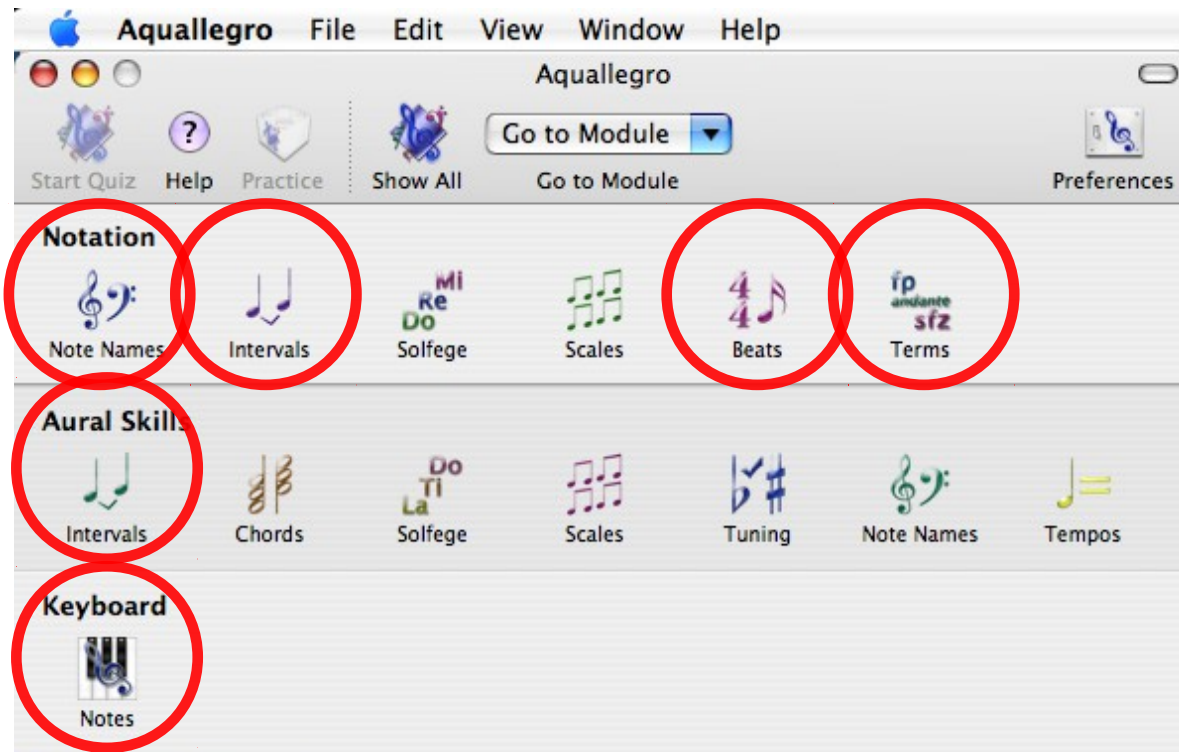 Aquallegro File Edit View Window Help
Aquallegro
Go to Module
Start Quiz Help Practice Show All Go to Module Preferences
Notation
Mi
Re
Do
4
4
fp
andante
sfz
Note Names Intervals Solfege Scales Beats Terms
Aural Skills
Do
Ti
La
Intervals Chords Solfege Scales Tuning Note Names Tempos
Keyboard
Notes